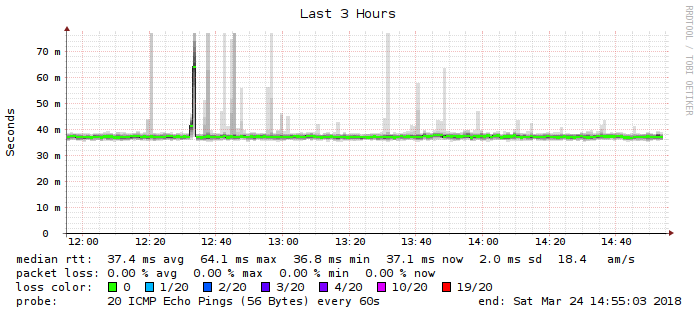 Last 3 Hours
RRDTOOL / TOBI OETIKER
Seconds
70 m
60 m
50 m
40 m
30 m
20 m
10 m
0
12:00 12:20 12:40 13:00 13:20 13:40 14:00 14:20 14:40
median rtt: 37.4 ms avg 64.1 ms max 36.8 ms min 37.1 ms now 2.0 ms sd 18.4 am/s
packet loss: 0.00 % avg 0.00 % max 0.00 % min 0.00 % now
loss color: 0 1/20 2/20 3/20 4/20 10/20 19/20
probe: 20 ICMP Echo Pings (56 Bytes) every 60s end: Sat Mar 24 14:55:03 2018